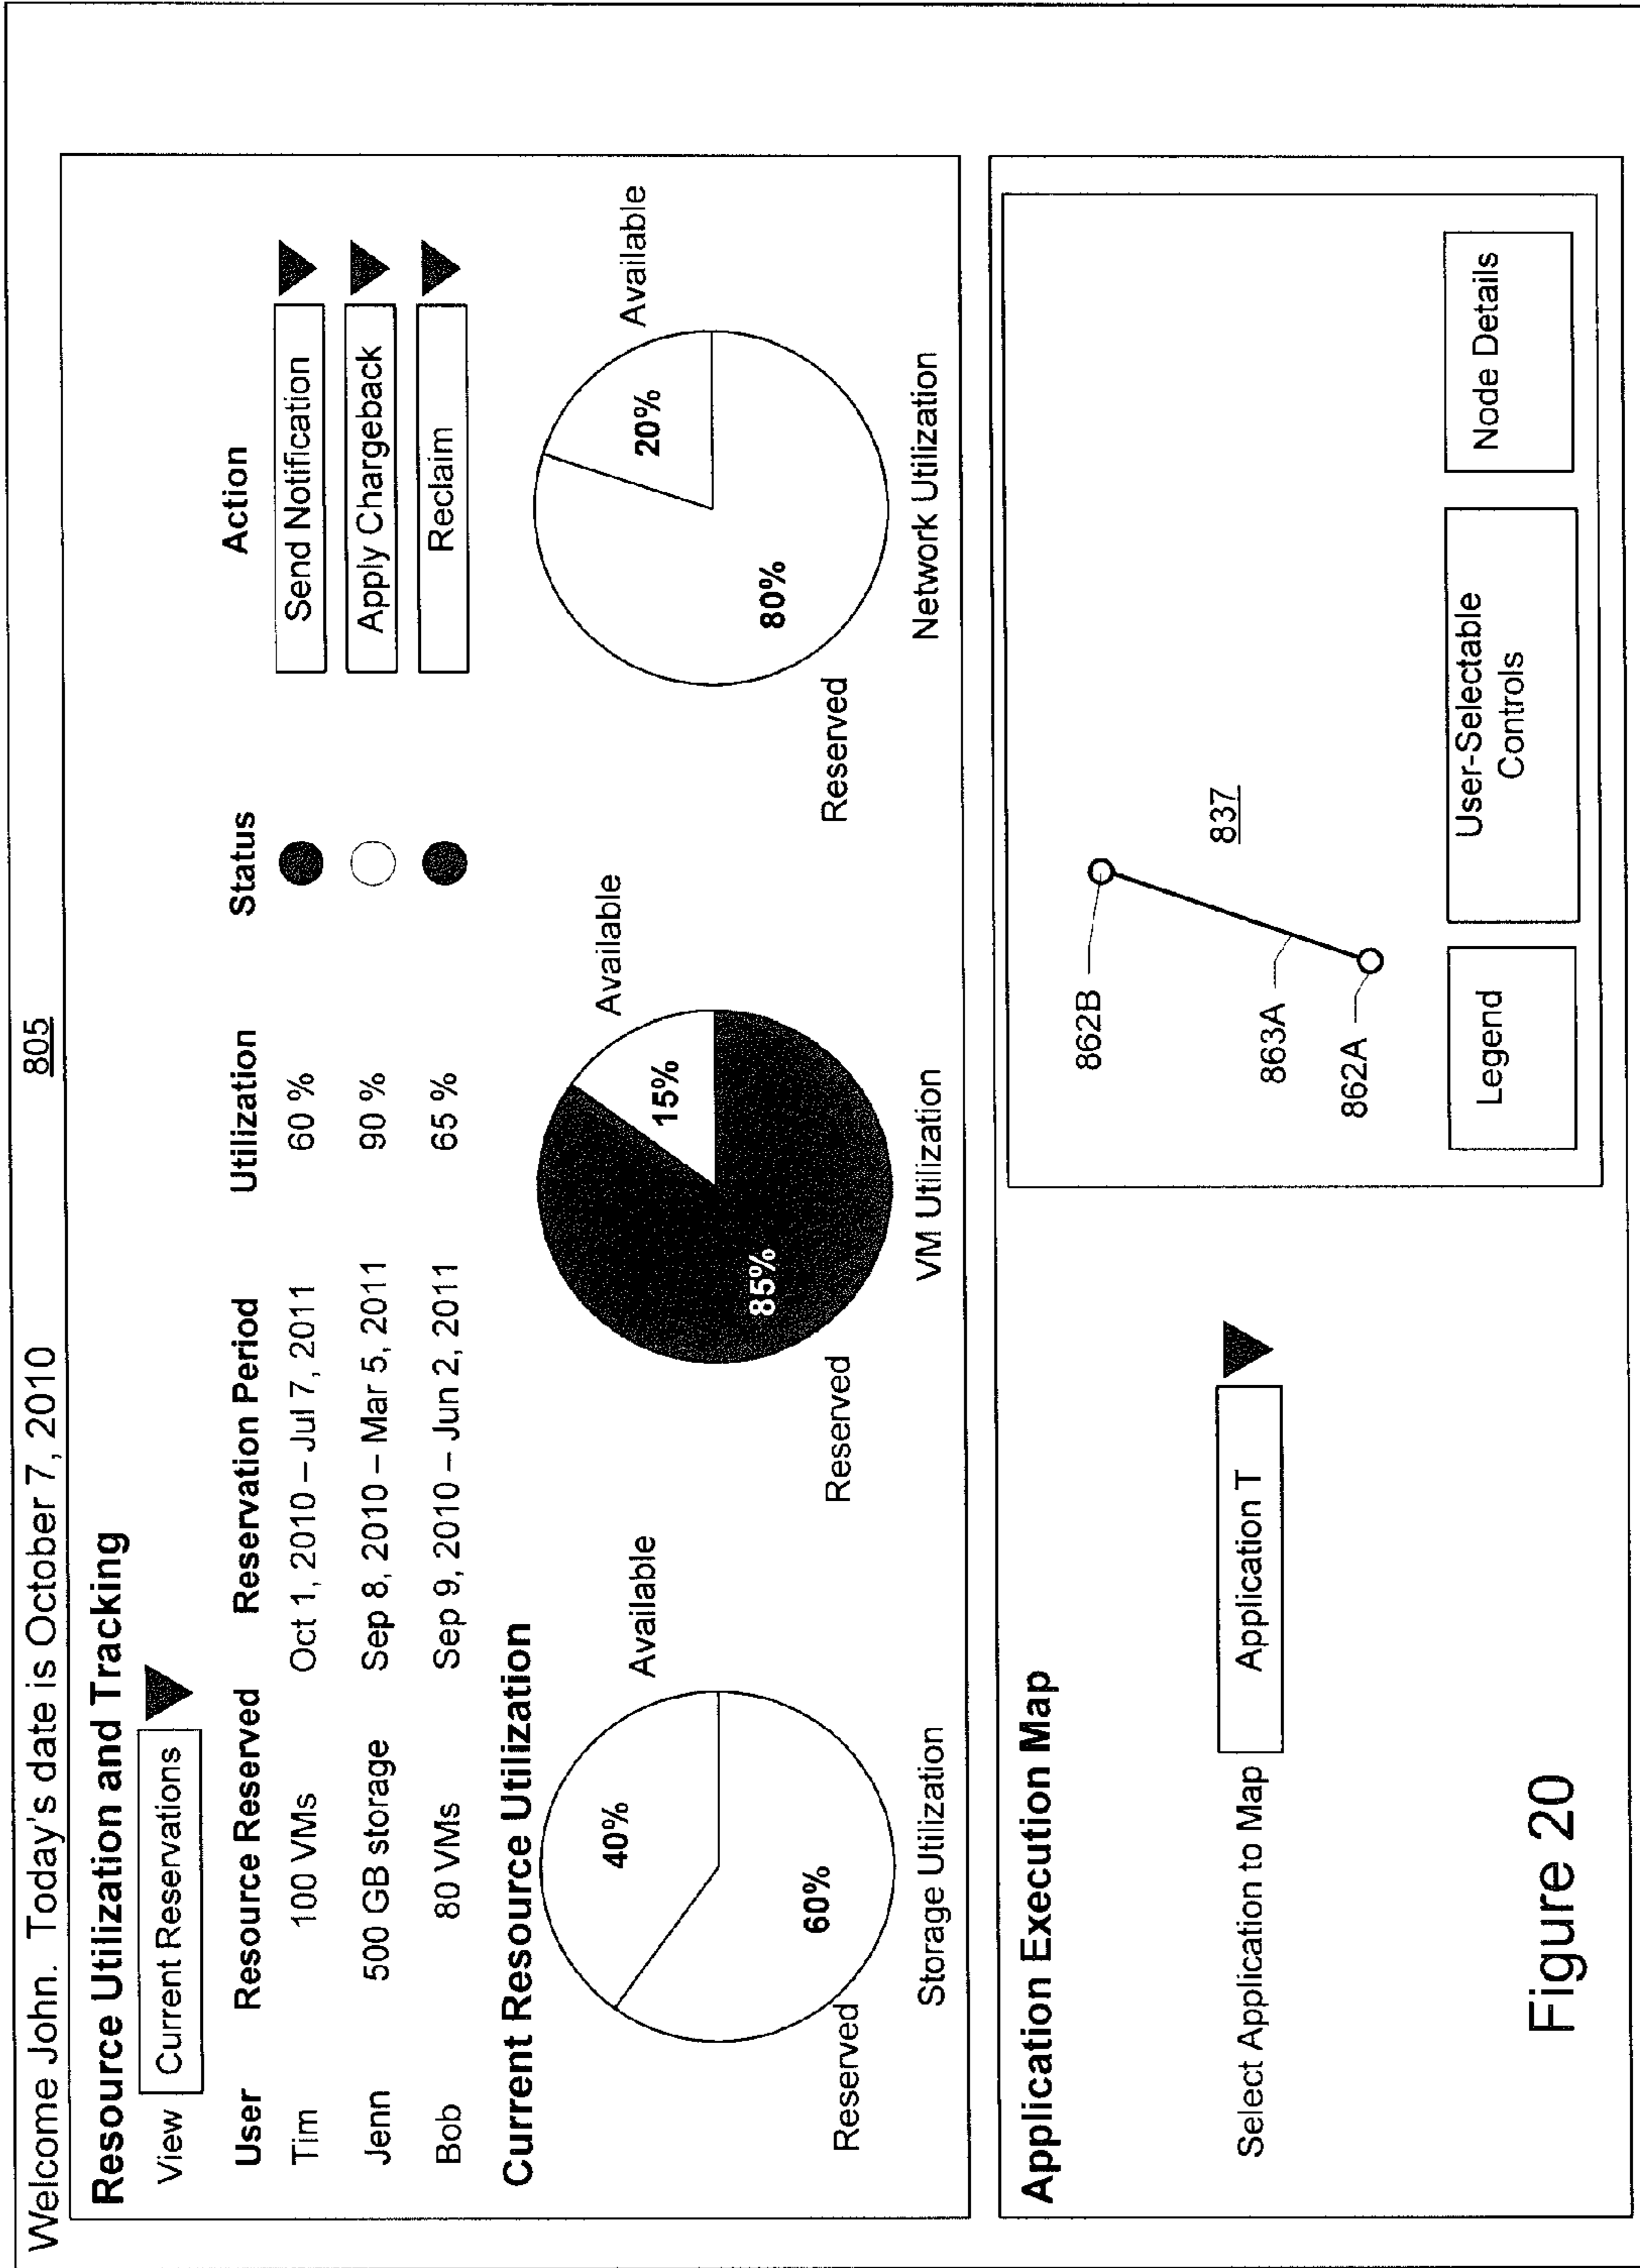 805
Welcome John. Today's date is October 7, 2010
Resource Utilization and Tracking
View Current Reservations
User Resource Reserved Reservation Period Utilization Status Action
Tim 100 VMs Oct 1, 2010 – Jul 7, 2011 60 % Send Notification
Jenn 500 GB storage Sep 8, 2010 – Mar 5, 2011 90 % Apply Chargeback
Bob 80 VMs Sep 9, 2010 – Jun 2, 2011 65 % Reclaim
Current Resource Utilization
Available
40%
60%
Reserved
Storage Utilization
Available
15%
85%
Reserved
VM Utilization
Available
20%
80%
Reserved
Network Utilization
Application Execution Map
Select Application to Map Application T
862B
837
863A
862A
Legend
User-Selectable
Controls
Node Details
Figure 20